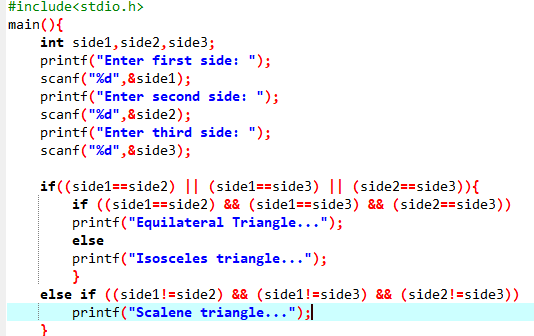 #include<stdio.h>
main(){
int side1,side2,side3;
printf("Enter first side: ");
scanf("%d",&side1);
printf("Enter second side: ");
scanf("%d",&side2);
printf("Enter third side: ");
scanf("%d",&side3);
if((side1==side2) || (side1==side3) || (side2==side3)){
if ((side1==side2) && (side1==side3) && (side2==side3))
printf("Equilateral Triangle...");
else
printf("Isosceles triangle...");
}
else if ((side1!=side2) && (side1!=side3) && (side2!=side3))
printf("Scalene triangle...");
}